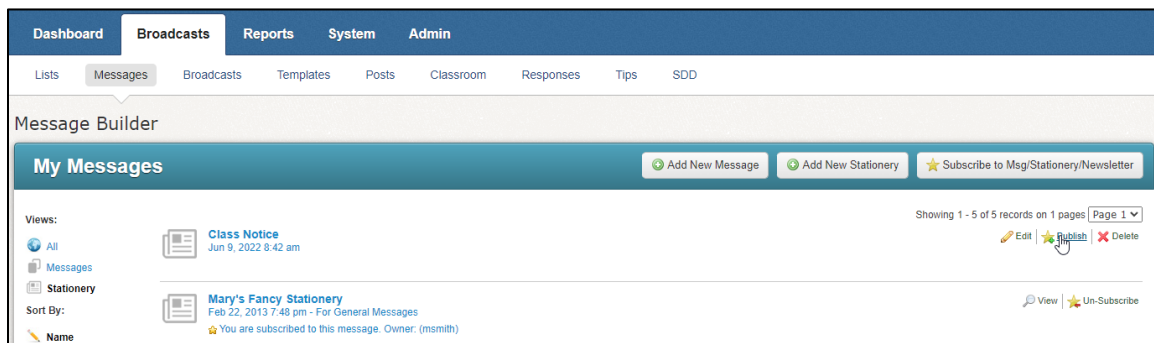 Dashboard Broadcasts Reports System Admin
Lists Messages Broadcasts Templates Posts Classroom Responses Tips SDD
Message Builder
My Messages Add New Message Add New Stationery Subscribe to Msg/Stationery/Newsletter
Views:
All
Messages
Stationery
Sort By:
Name
Showing 1 - 5 of 5 records on 1 pages Page 1
Class Notice
Jun 9, 2022 8:42 am
Edit Publish Delete
Mary's Fancy Stationery
Feb 22, 2013 7:48 pm - For General Messages
You are subscribed to this message. Owner: (msmith)
View Un-Subscribe